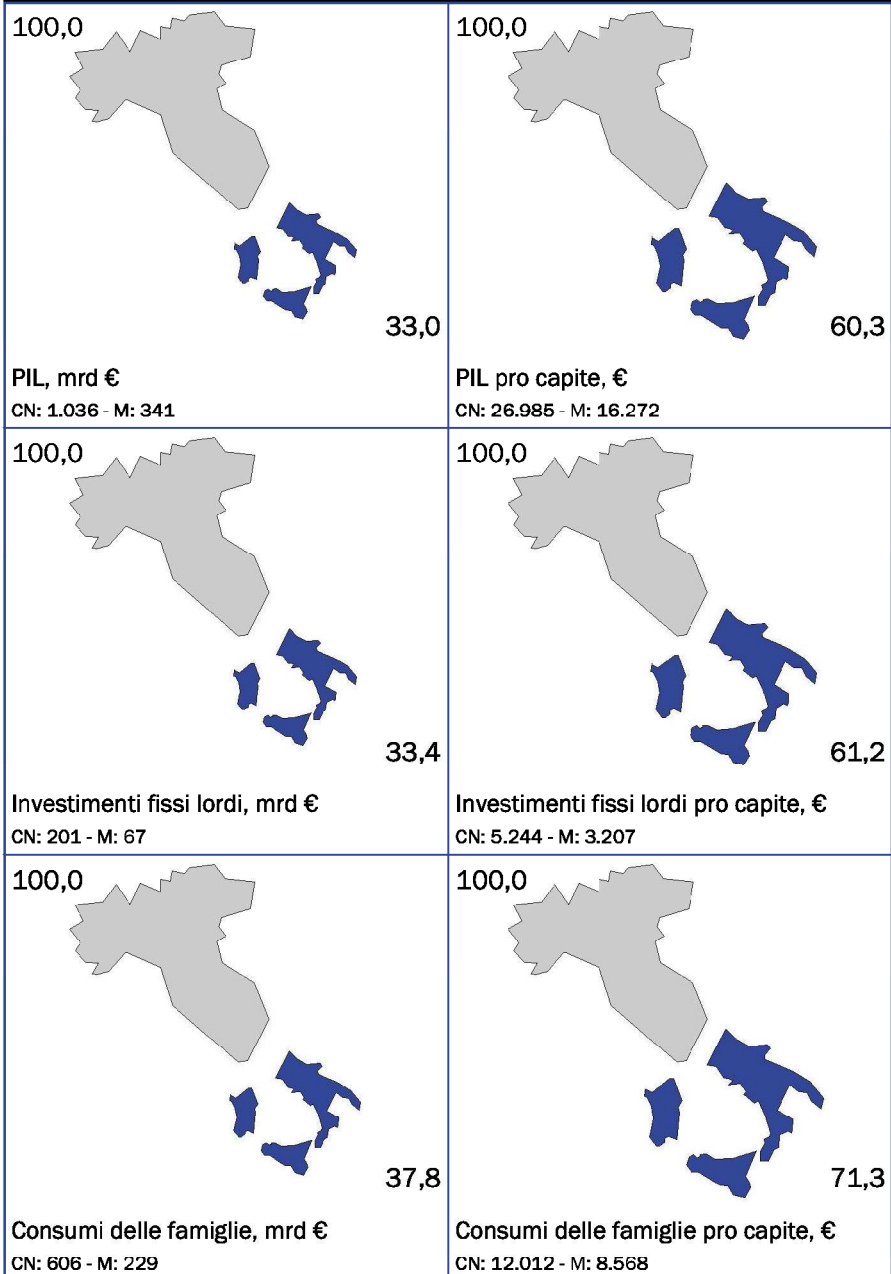 100,0
33,0
PIL, mrd €
CN: 1.036 - M: 341
100,0
60,3
PIL pro capite, €
CN: 26.985 - M: 16.272
100,0
33,4
Investimenti fissi lordi, mrd €
CN: 201 - M: 67
100,0
61,2
Investimenti fissi lordi pro capite, €
CN: 5.244 - M: 3.207
100,0
37,8
Consumi delle famiglie, mrd €
CN: 606 - M: 229
100,0
71,3
Consumi delle famiglie pro capite, €
CN: 12.012 - M: 8.568